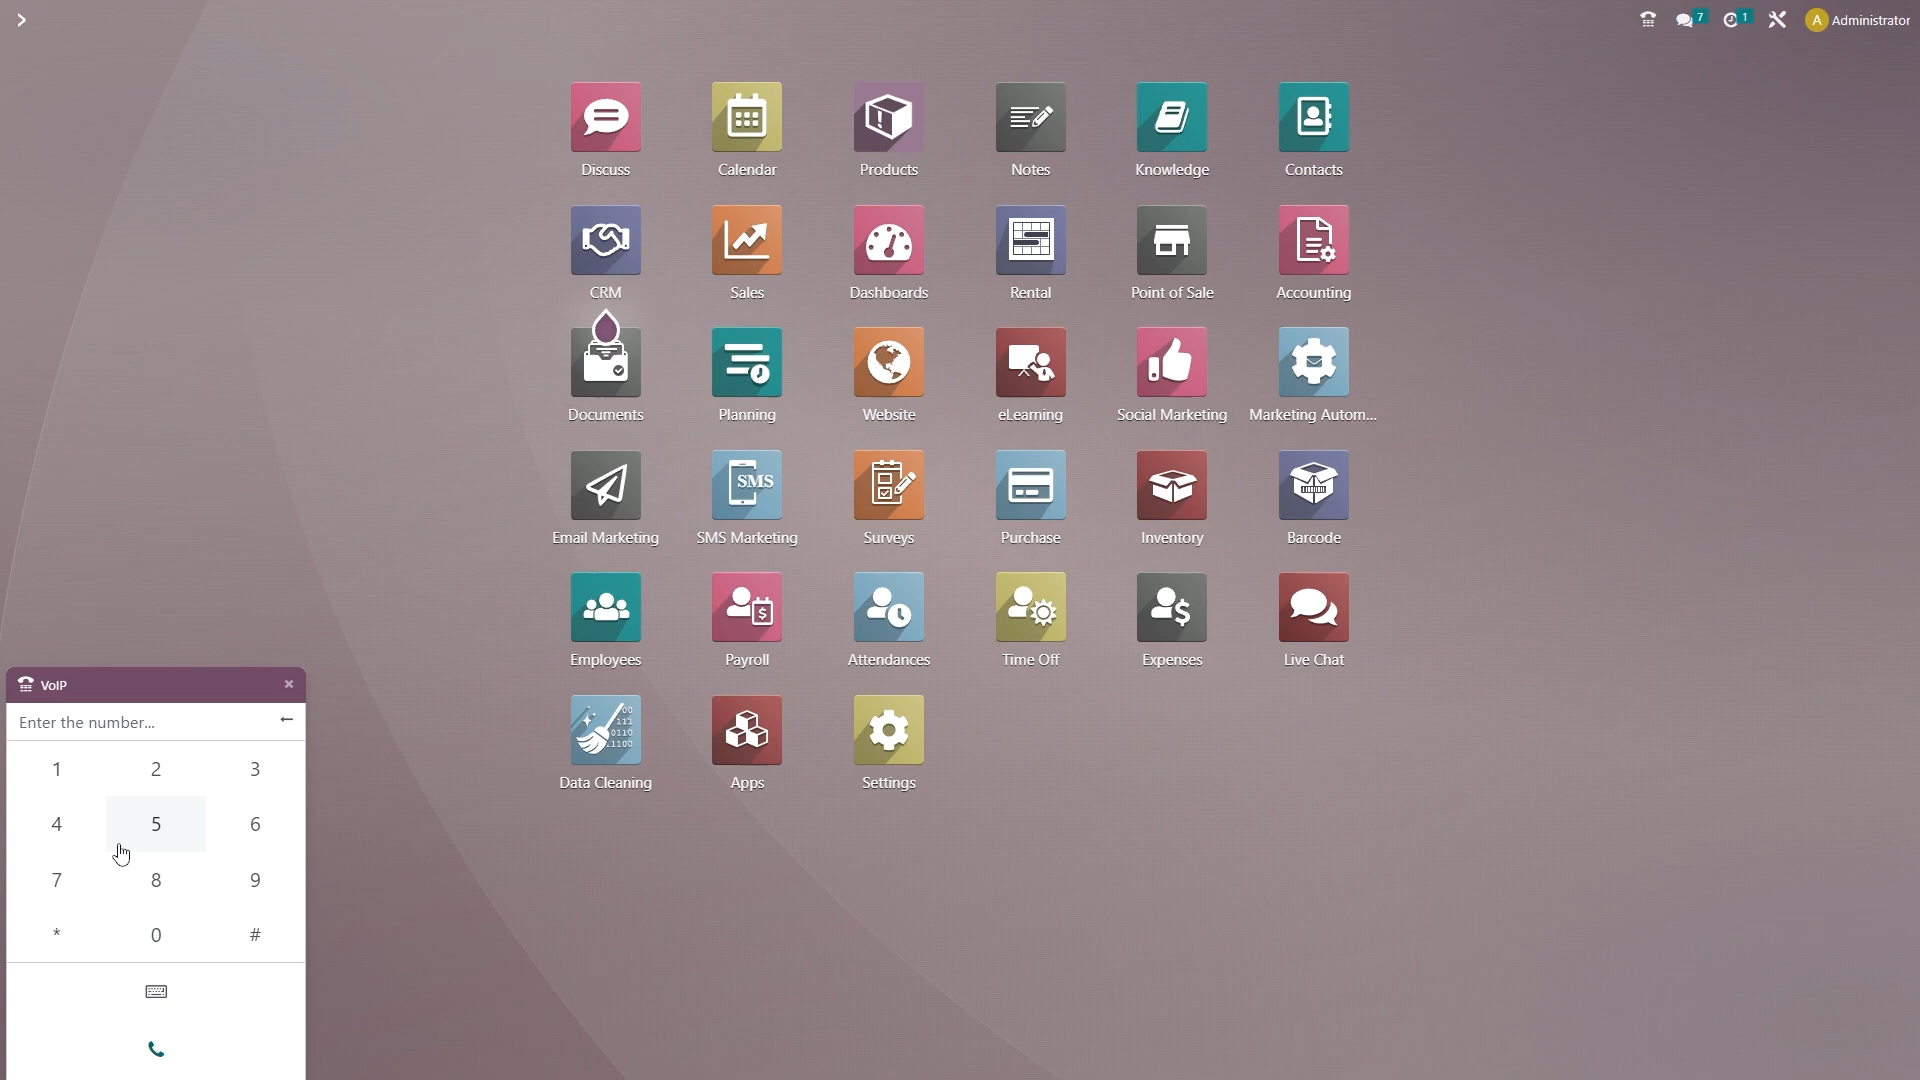 7
1
A Administrator
Discuss
Calendar
Products
Notes
Knowledge
Contacts
CRM
Sales
Dashboards
Rental
Point of Sale
Accounting
Documents
Planning
Website
eLearning
Social Marketing
Marketing Autom...
SMS
Email Marketing
SMS Marketing
Surveys
Purchase
Inventory
Barcode
$
$
Employees
Payroll
Attendances
Time Off
Expenses
Live Chat
Data Cleaning
Apps
Settings
VoIP
Enter the number...
1 2 3
4 5 6
7 8 9
* 0 #